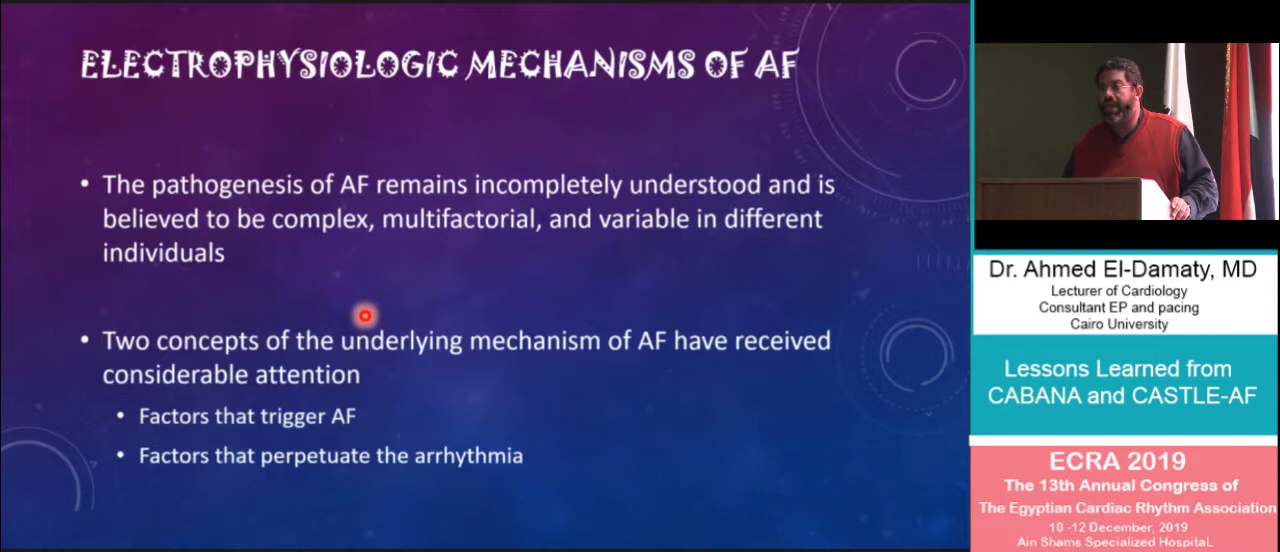 ELECTROPHYSIOLOGIC MECHANISMS OF AF
• The pathogenesis of AF remains incompletely understood and is
believed to be complex, multifactorial, and variable in different
individuals
• Two concepts of the underlying mechanism of AF have received
considerable attention
• Factors that trigger AF
• Factors that perpetuate the arrhythmia
Dr. Ahmed El-Damaty, MD
Lecturer of Cardiology
Consultant EP and pacing
Cairo University
Lessons Learned from
CABANA and CASTLE-AF
ECRA 2019
The 13th Annual Congress of
The Egyptian Cardiac Rhythm Association
10 -12 December, 2019
Ain Shams Specialized HospitaL